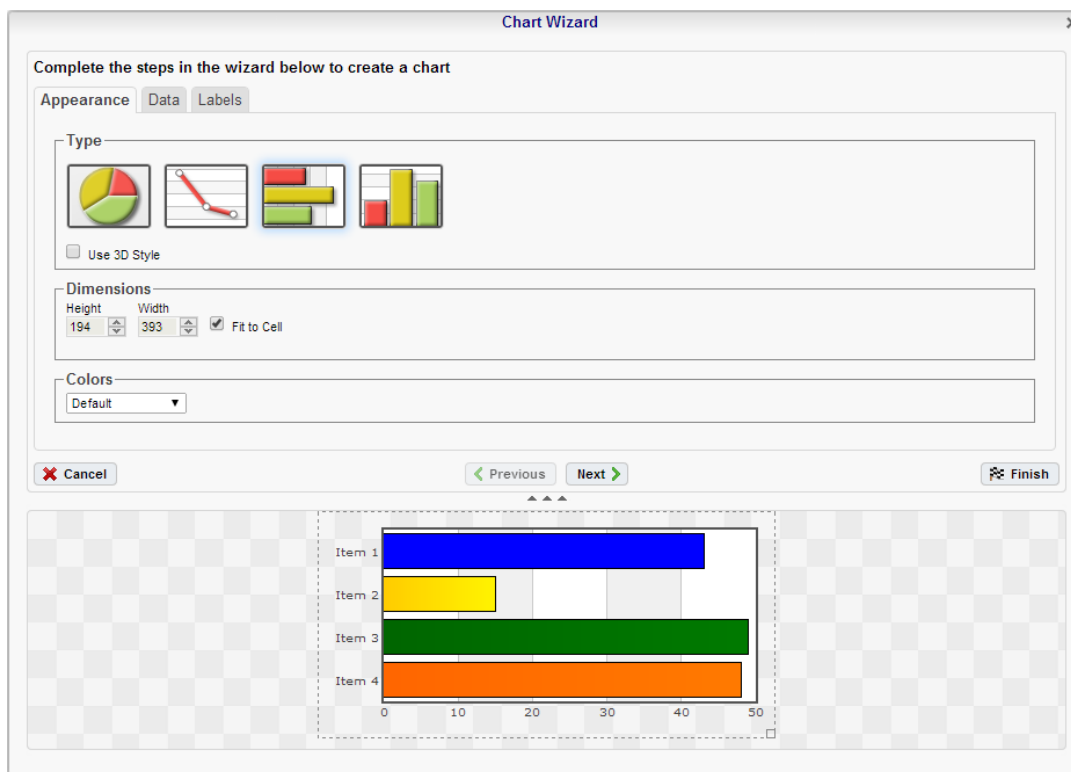 Chart Wizard
Complete the steps in the wizard below to create a chart
Appearance Data Labels
Type
Use 3D Style
Dimensions
Height Width
194 393 Fit to Cell
Colors
Default
Cancel Previous Next Finish
Item 1
Item 2
Item 3
Item 4
0 10 20 30 40 50